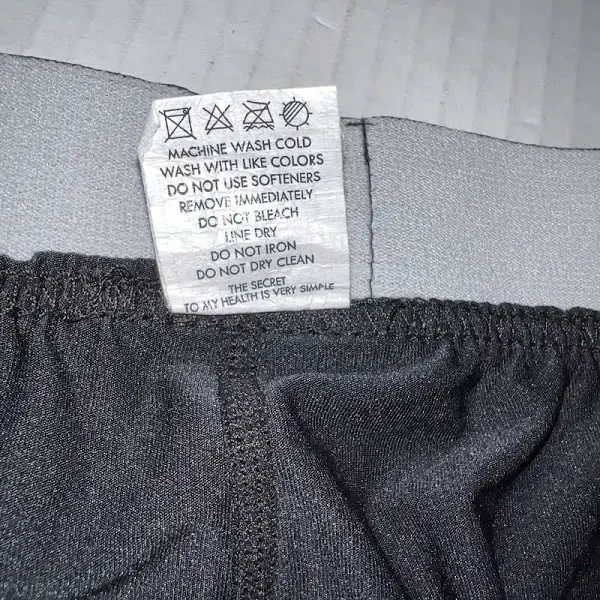 MACHINE WASH COLD
WASH WITH LIKE COLORS
DO NOT USE SOFTENERS
REMOVE IMMEDIATELY
DO NOT BLEACH
LINE DRY
DO NOT IRON
DO NOT DRY CLEAN
THE SECRET
TO MY HEALTH IS VERY SIMPLE